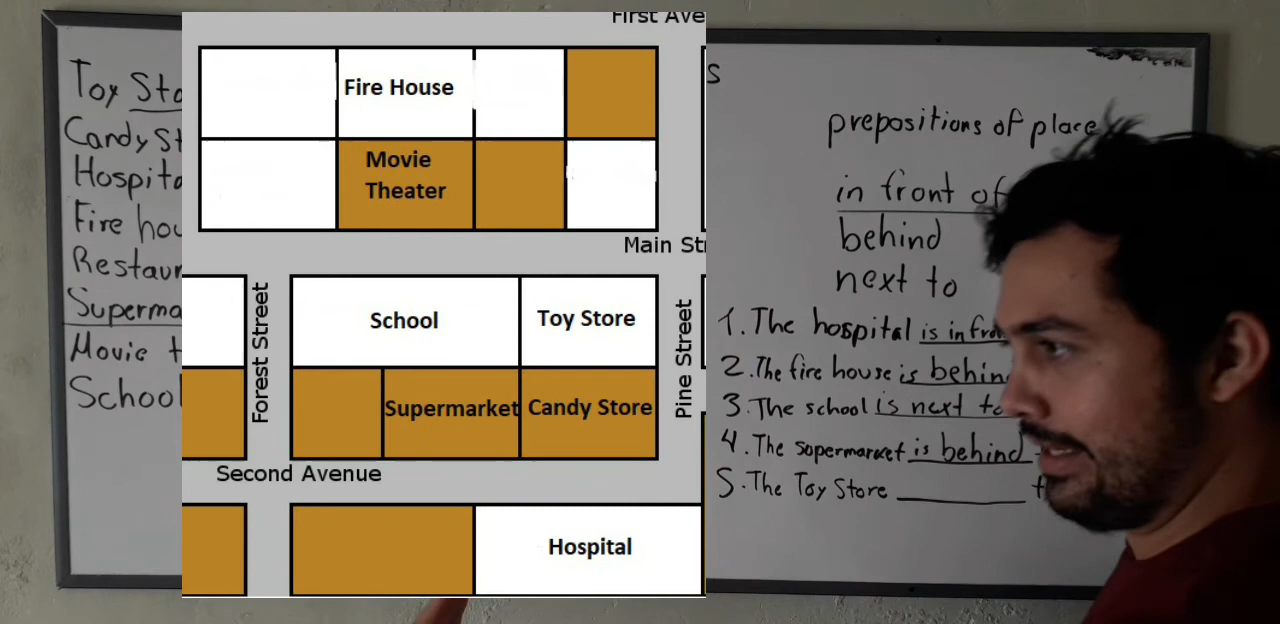 Toy Sto
Candy St
Hospita
Fire hou
Restaur
Superma
Movie t
School
First Ave
Fire House
Movie
Theater
Main St
School
Toy Store
Forest Street
Pine Street
Supermarket
Candy Store
Second Avenue
Hospital
s
prepositions of place
in front of
behind
next to
1. The hospital is in fro
2. The fire house is behin
3. The school is next to
4. The supermarket is behind
5. The Toy Store ________ t